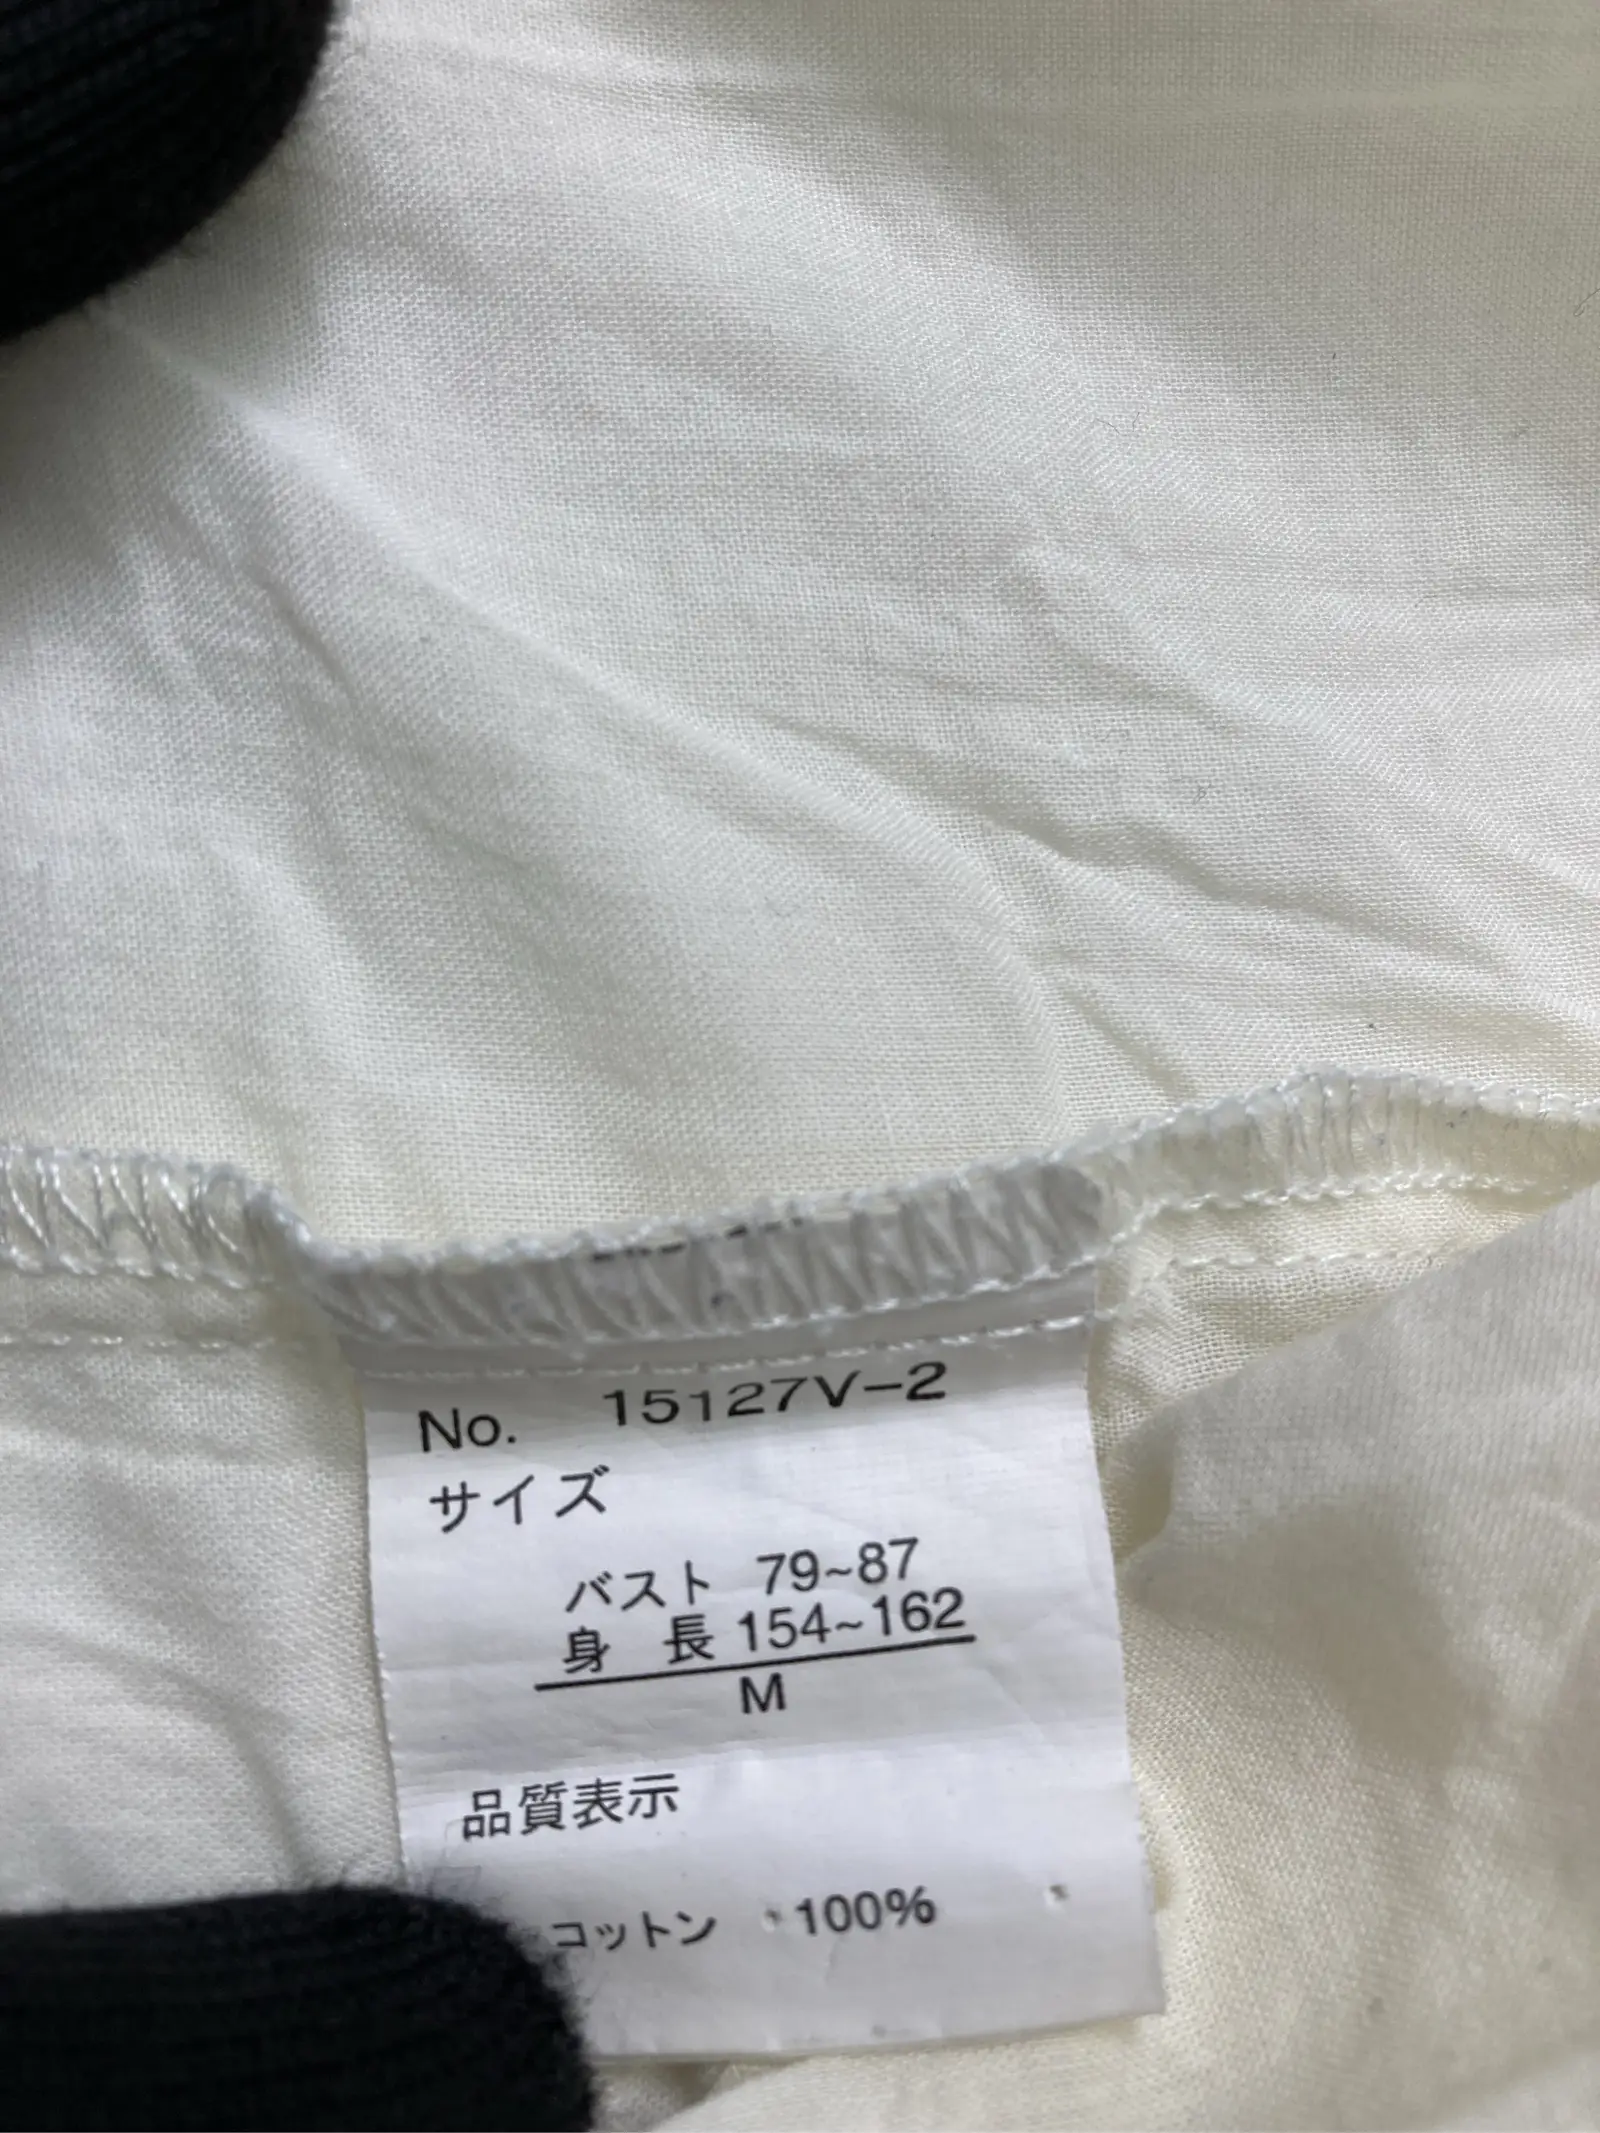 No. 15127V-2
サイズ
バスト 79~87
身 長 154~162
M
品質表示
コットン 100%